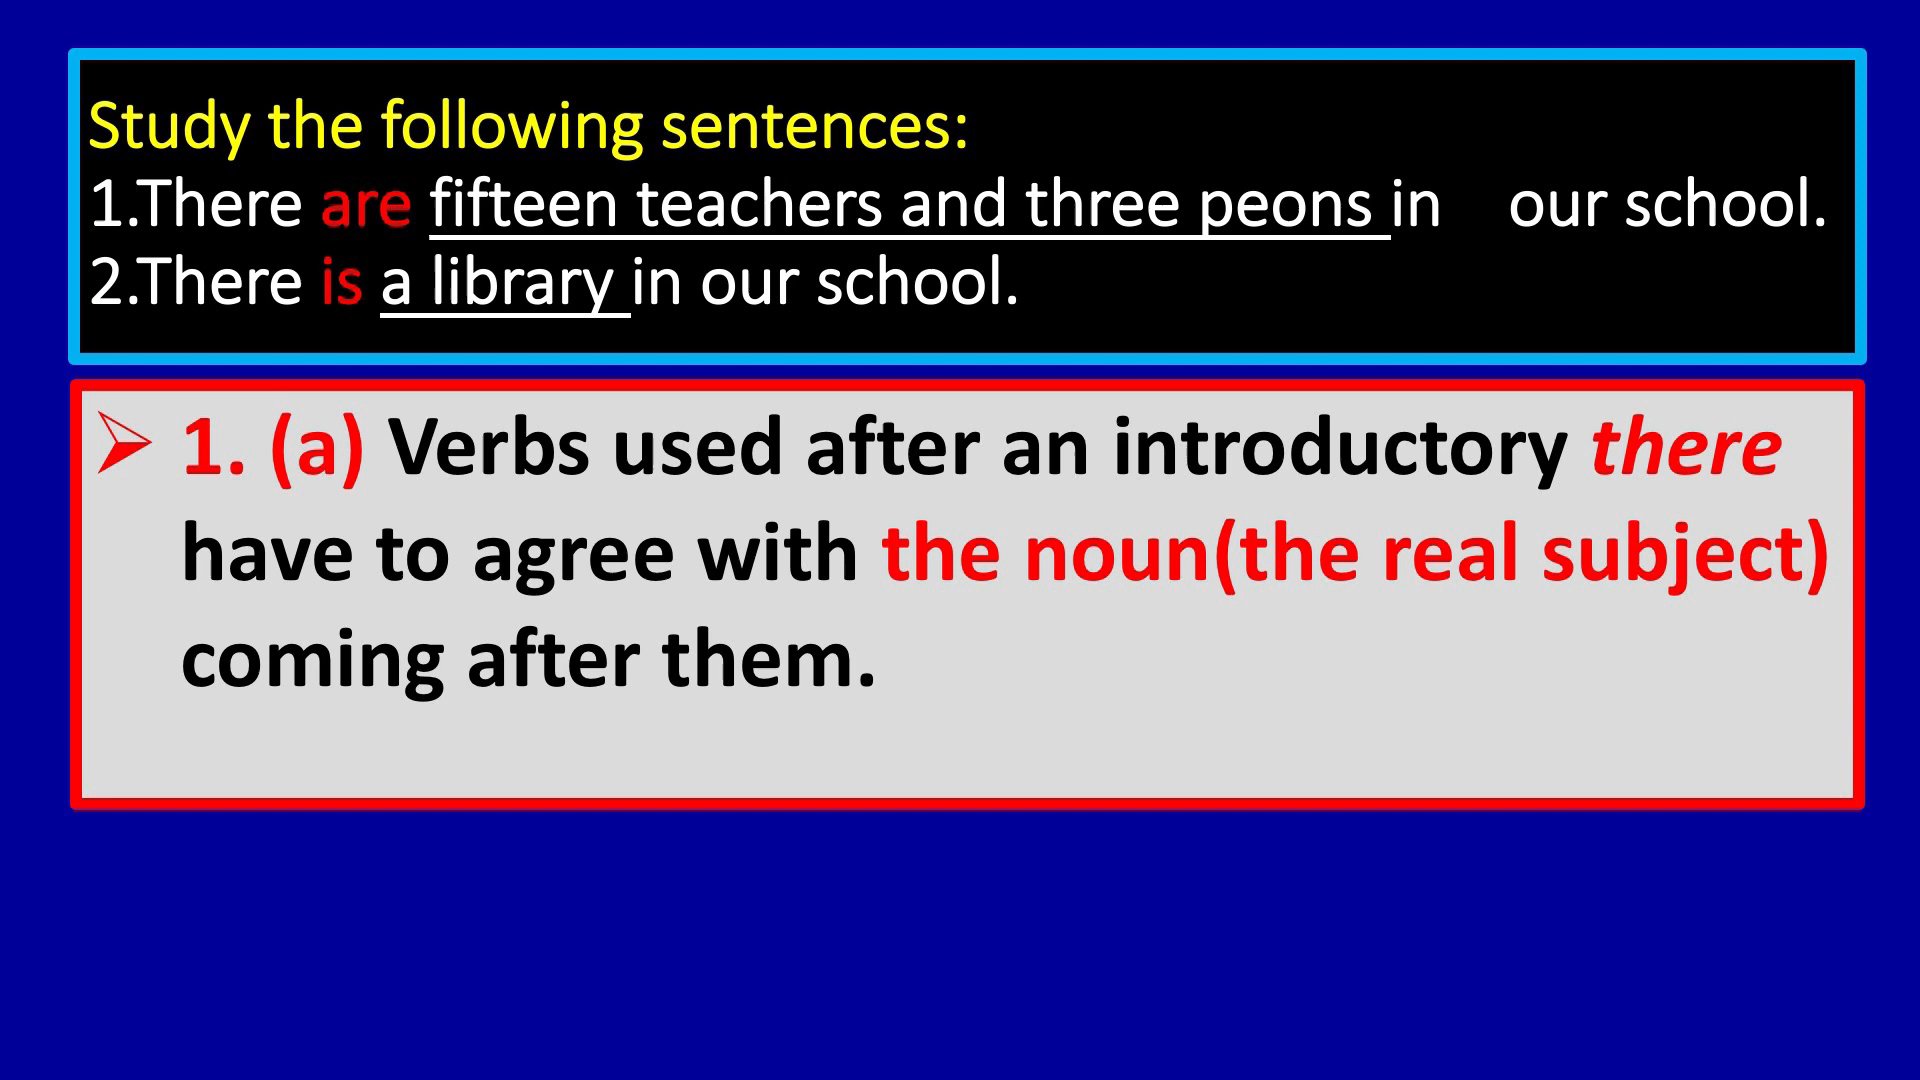 Study the following sentences:
1.There are fifteen teachers and three peons in    our school.
2.There is a library in our school.
➢ 1. (a) Verbs used after an introductory there
have to agree with the noun(the real subject)
coming after them.